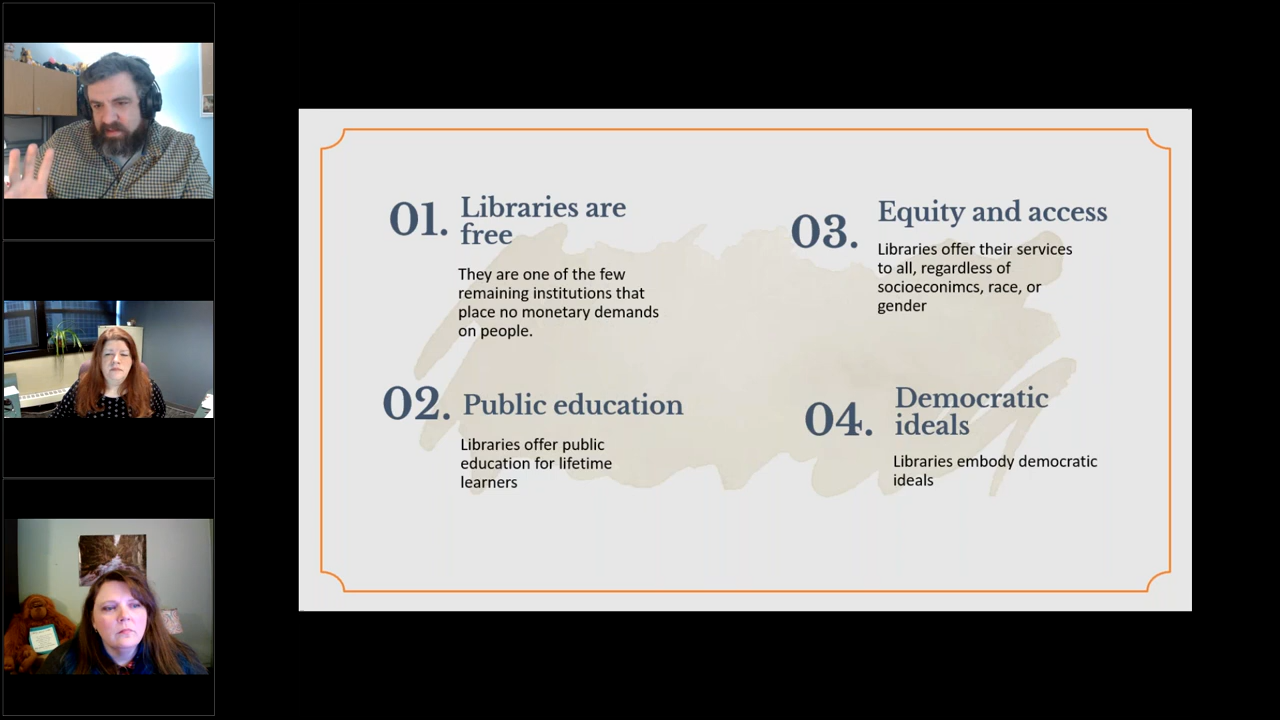 01.
Libraries are
free
They are one of the few
remaining institutions that
place no monetary demands
on people.
02.
Public education
Libraries offer public
education for lifetime
learners
03.
Equity and access
Libraries offer their services
to all, regardless of
socioeconimcs, race, or
gender
04.
Democratic
ideals
Libraries embody democratic
ideals